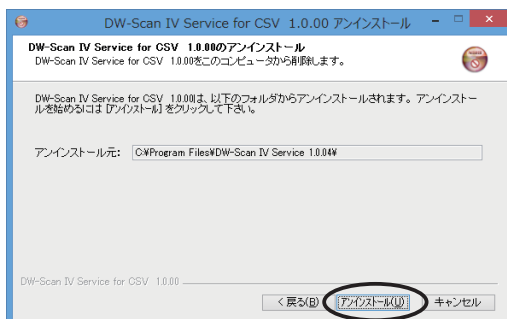 DW-Scan IV Service for CSV 1.0.00 アンインストール
DW-Scan IV Service for CSV 1.0.00のアンインストール
DW-Scan IV Service for CSV 1.0.00をこのコンピュータから削除します。
DW-Scan IV Service for CSV 1.0.00は、以下のフォルダからアンインストールされます。アンインストー
ルを始めるには [アンインストール] をクリックして下さい。
アンインストール元: C:¥Program Files¥DW-Scan IV Service 1.0.04¥
DW-Scan IV Service for CSV 1.0.00
< 戻る(B) アンインストール(U) キャンセル